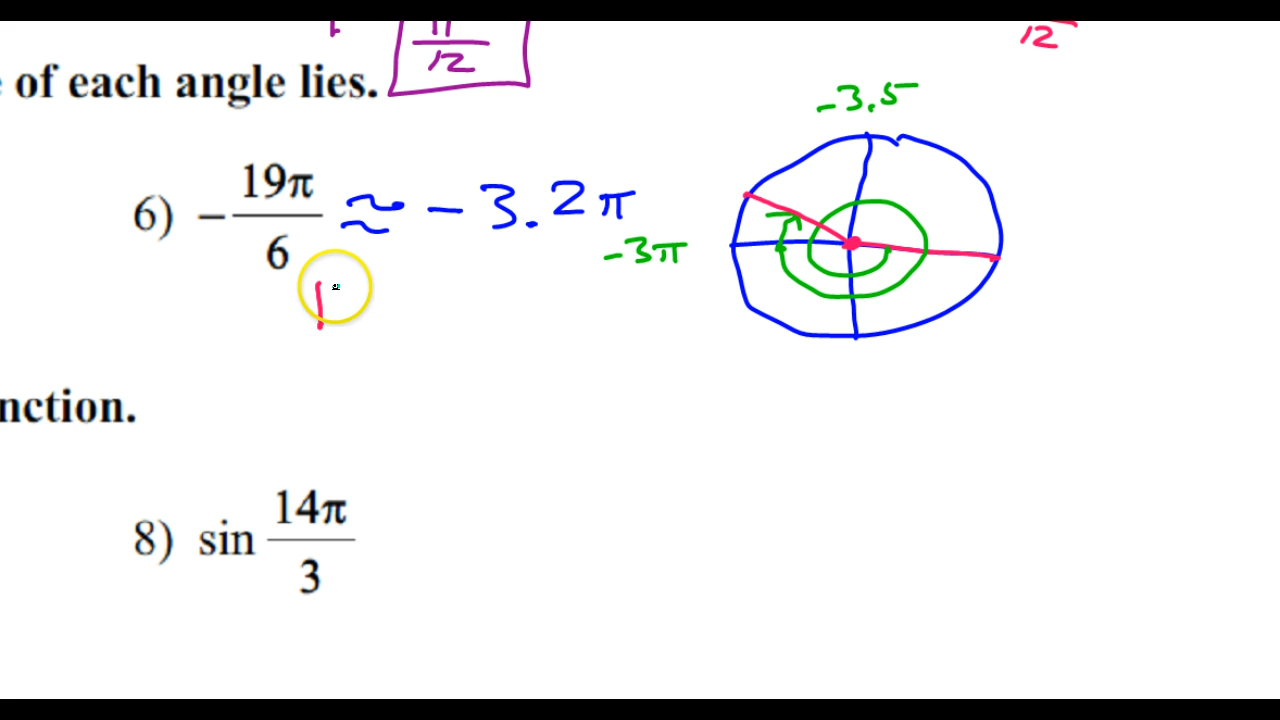 π/12
12
of each angle lies.
-3.5
6) -19π/6 ≈ -3.2π
-3π
nction.
8) sin 14π/3